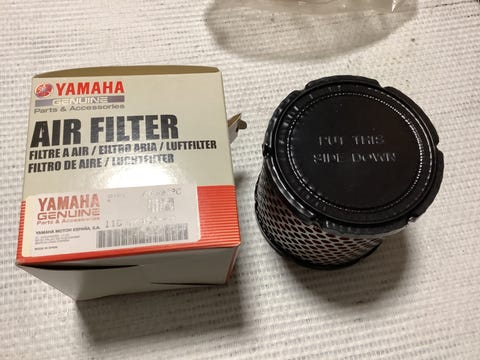 YAMAHA
GENUINE
Parts & Accessories
AIR FILTER
FILTRE A AIR / FILTRO ARIA / LUFTFILTER
FILTRO DE AIRE / LUCHTFILTER
YAMAHA
GENUINE
Parts & Accessories
YAMAHA MOTOR ESPAÑA, S.A.
PUT THIS
SIDE DOWN